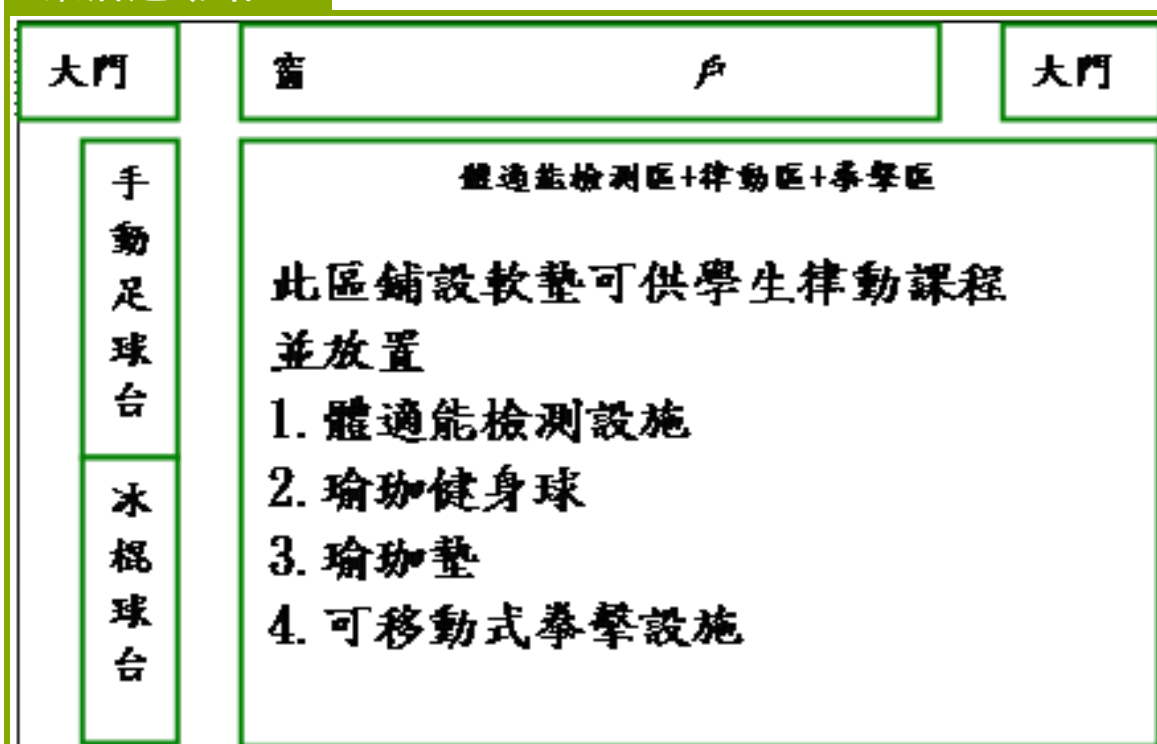 大門
窗 戶
大門
手動足球台
冰棍球台
體適能檢測區+律動區+拳擊區
此區鋪設軟墊可供學生律動課程
並放置
1. 體適能檢測設施
2. 瑜珈健身球
3. 瑜珈墊
4. 可移動式拳擊設施